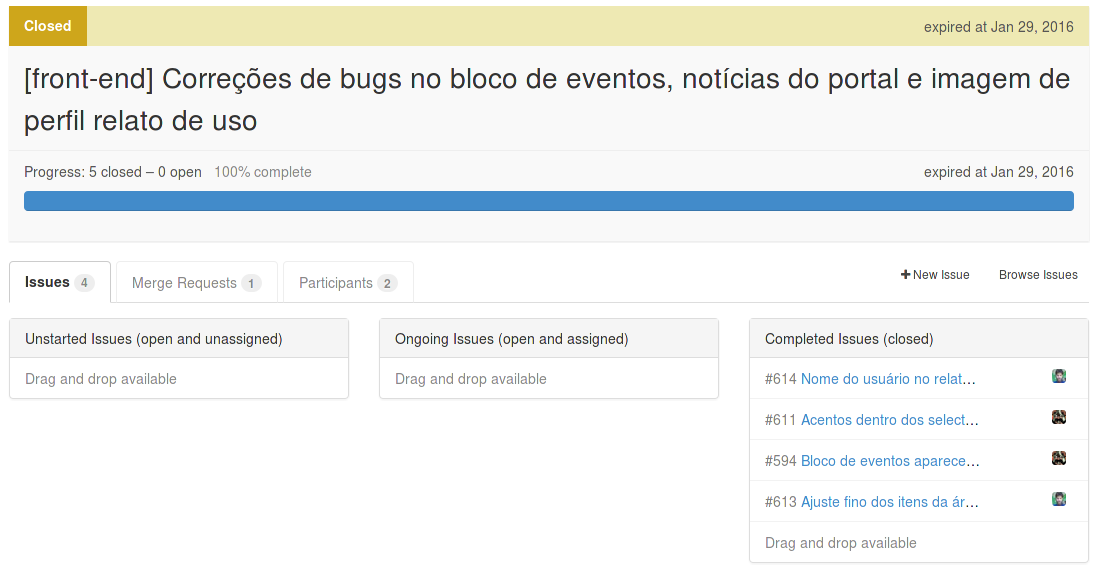 Closed expired at Jan 29, 2016
[front-end] Correções de bugs no bloco de eventos, notícias do portal e imagem de
perfil relato de uso
Progress: 5 closed – 0 open 100% complete expired at Jan 29, 2016
Issues 4 Merge Requests 1 Participants 2 New Issue Browse Issues
Unstarted Issues (open and unassigned)
Drag and drop available
Ongoing Issues (open and assigned)
Drag and drop available
Completed Issues (closed)
#614 Nome do usuário no relat...
#611 Acentos dentro dos select...
#594 Bloco de eventos aparece...
#613 Ajuste fino dos itens da ár...
Drag and drop available